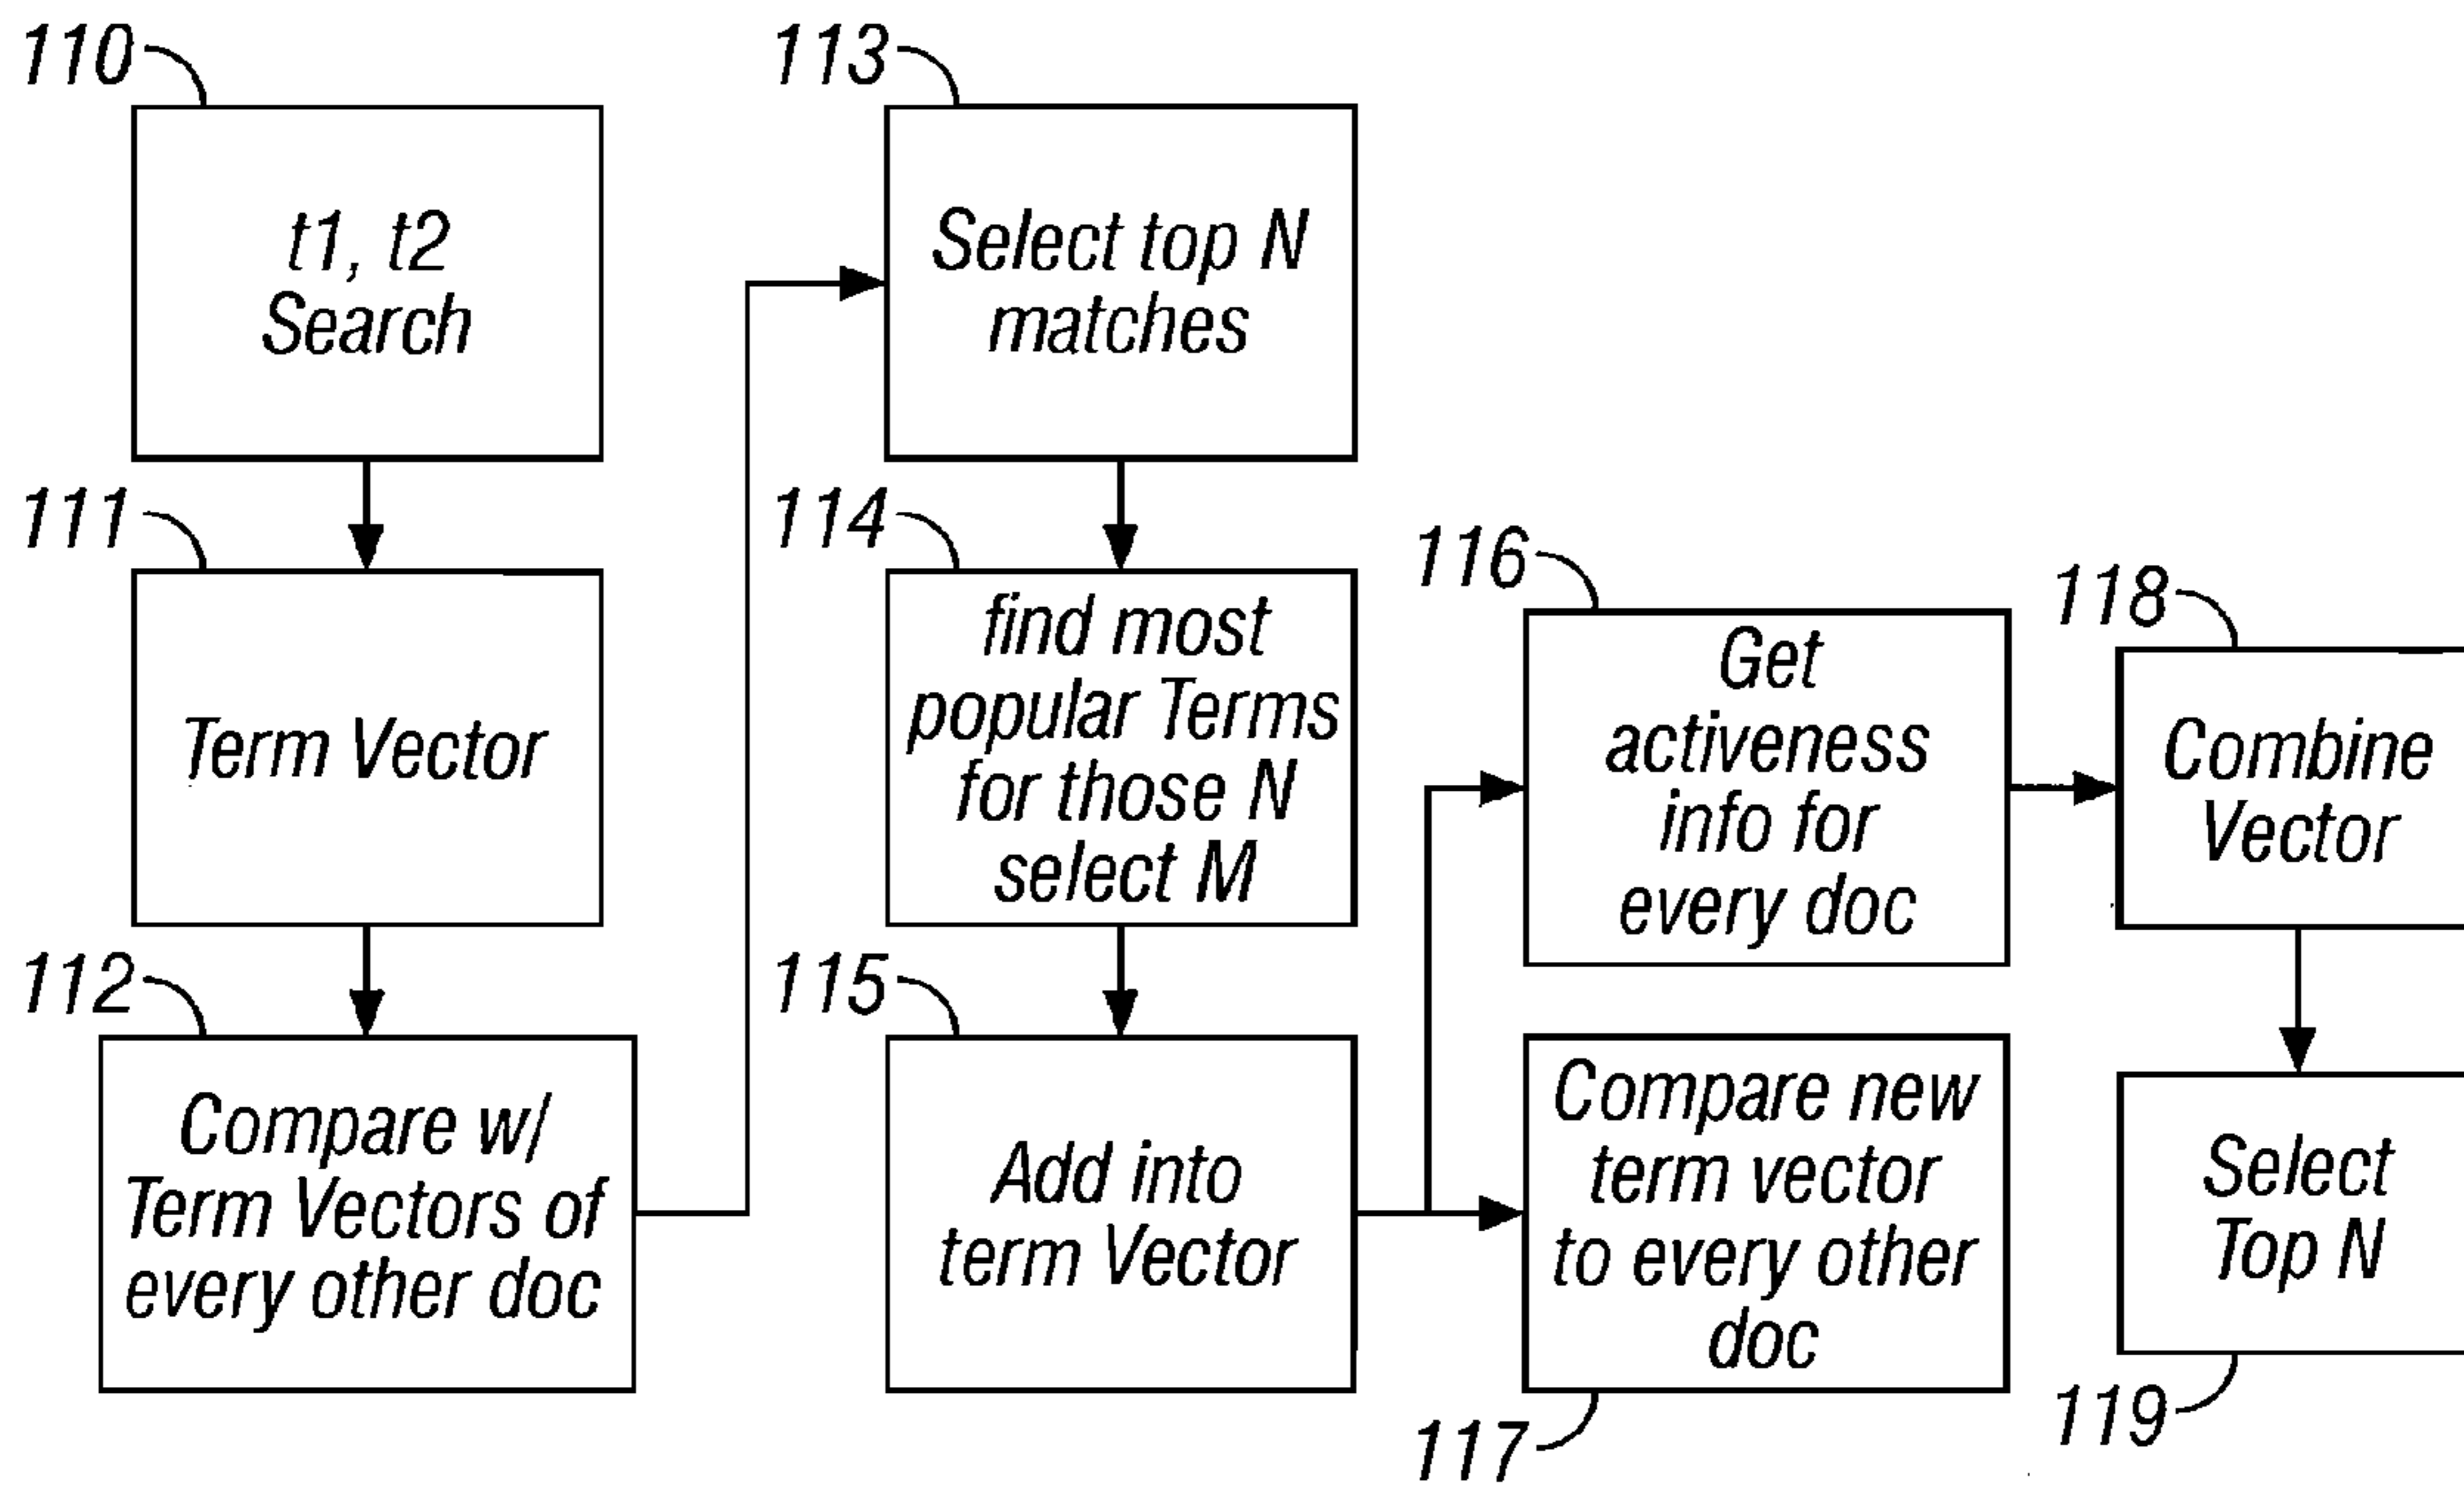 110
t1, t2
Search
111
Term Vector
112
Compare w/
Term Vectors of
every other doc
113
Select top N
matches
114
find most
popular Terms
for those N
select M
115
Add into
term Vector
116
Get
activeness
info for
every doc
117
Compare new
term vector
to every other
doc
118
Combine
Vector
119
Select
Top N